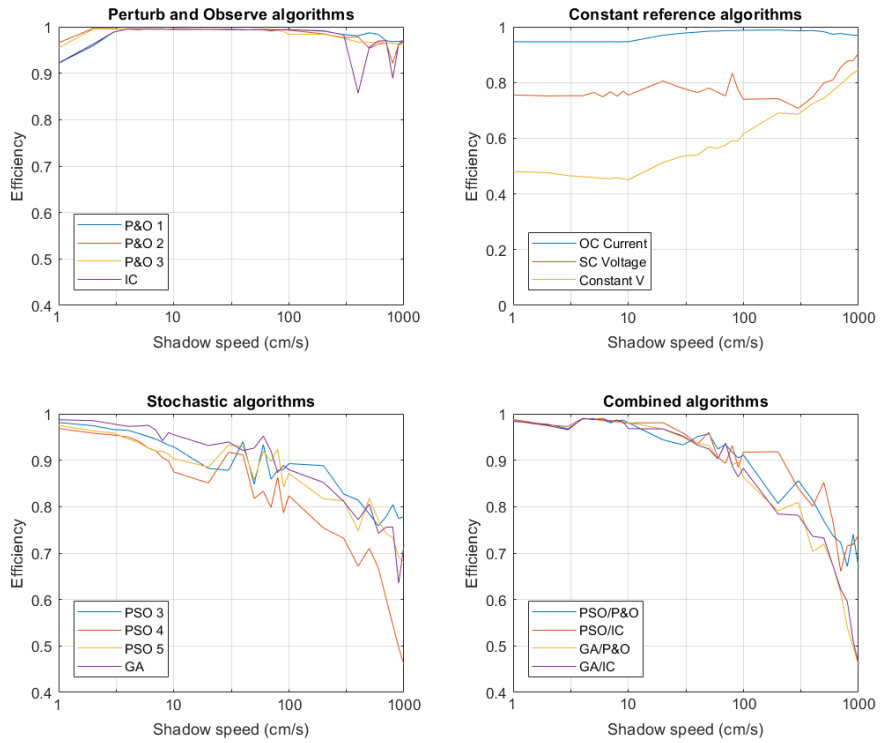 Perturb and Observe algorithms
1
0.9
0.8
0.7
0.6
0.5
0.4
Efficiency
P&O 1
P&O 2
P&O 3
IC
1
10
100
1000
Shadow speed (cm/s)
Constant reference algorithms
1
0.8
0.6
0.4
0.2
0
Efficiency
OC Current
SC Voltage
Constant V
1
10
100
1000
Shadow speed (cm/s)
Stochastic algorithms
1
0.9
0.8
0.7
0.6
0.5
0.4
Efficiency
PSO 3
PSO 4
PSO 5
GA
1
10
100
1000
Shadow speed (cm/s)
Combined algorithms
1
0.9
0.8
0.7
0.6
0.5
0.4
Efficiency
PSO/P&O
PSO/IC
GA/P&O
GA/IC
1
10
100
1000
Shadow speed (cm/s)